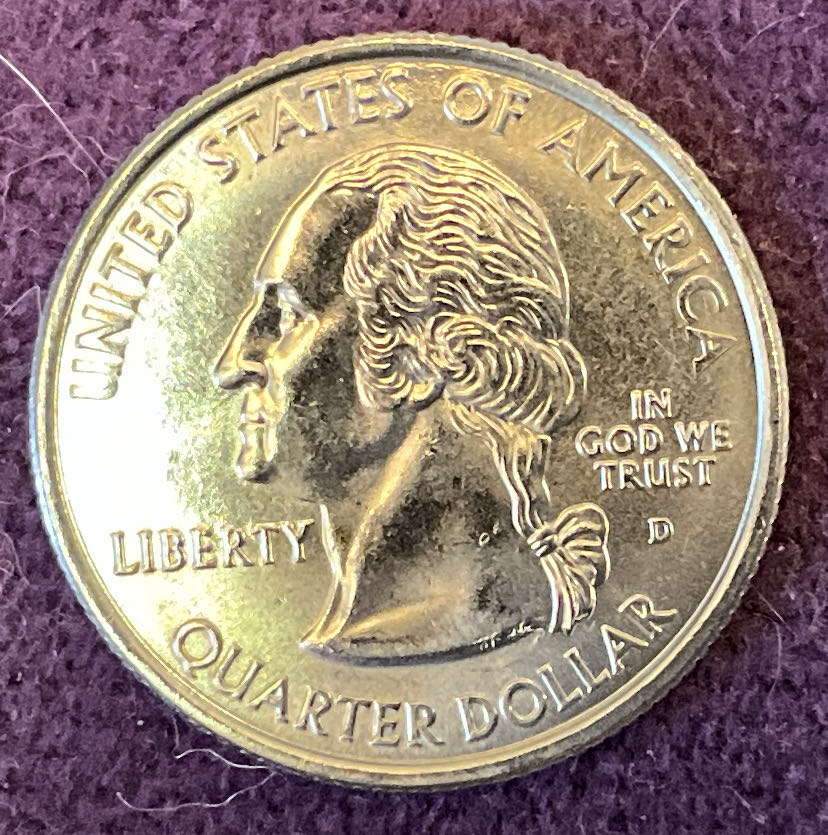 UNITED STATES OF AMERICA
LIBERTY
IN
GOD WE
TRUST
D
QUARTER DOLLAR